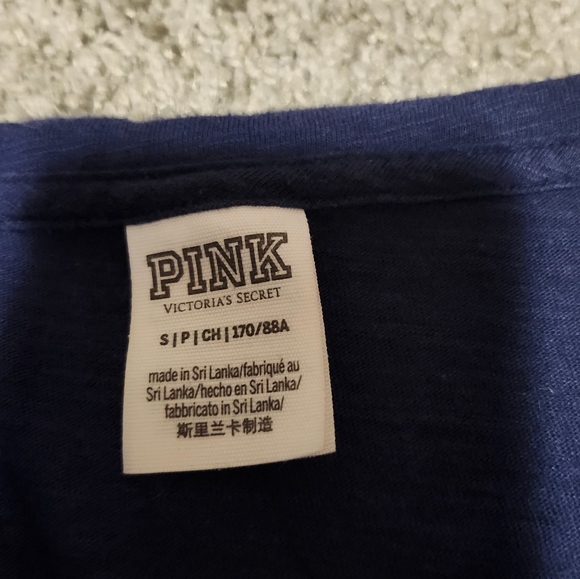 PINK
VICTORIA'S SECRET
S | P | CH | 170/88A
made in Sri Lanka/fabriqué au
Sri Lanka/hecho en Sri Lanka/
fabbricato in Sri Lanka/
斯里兰卡制造